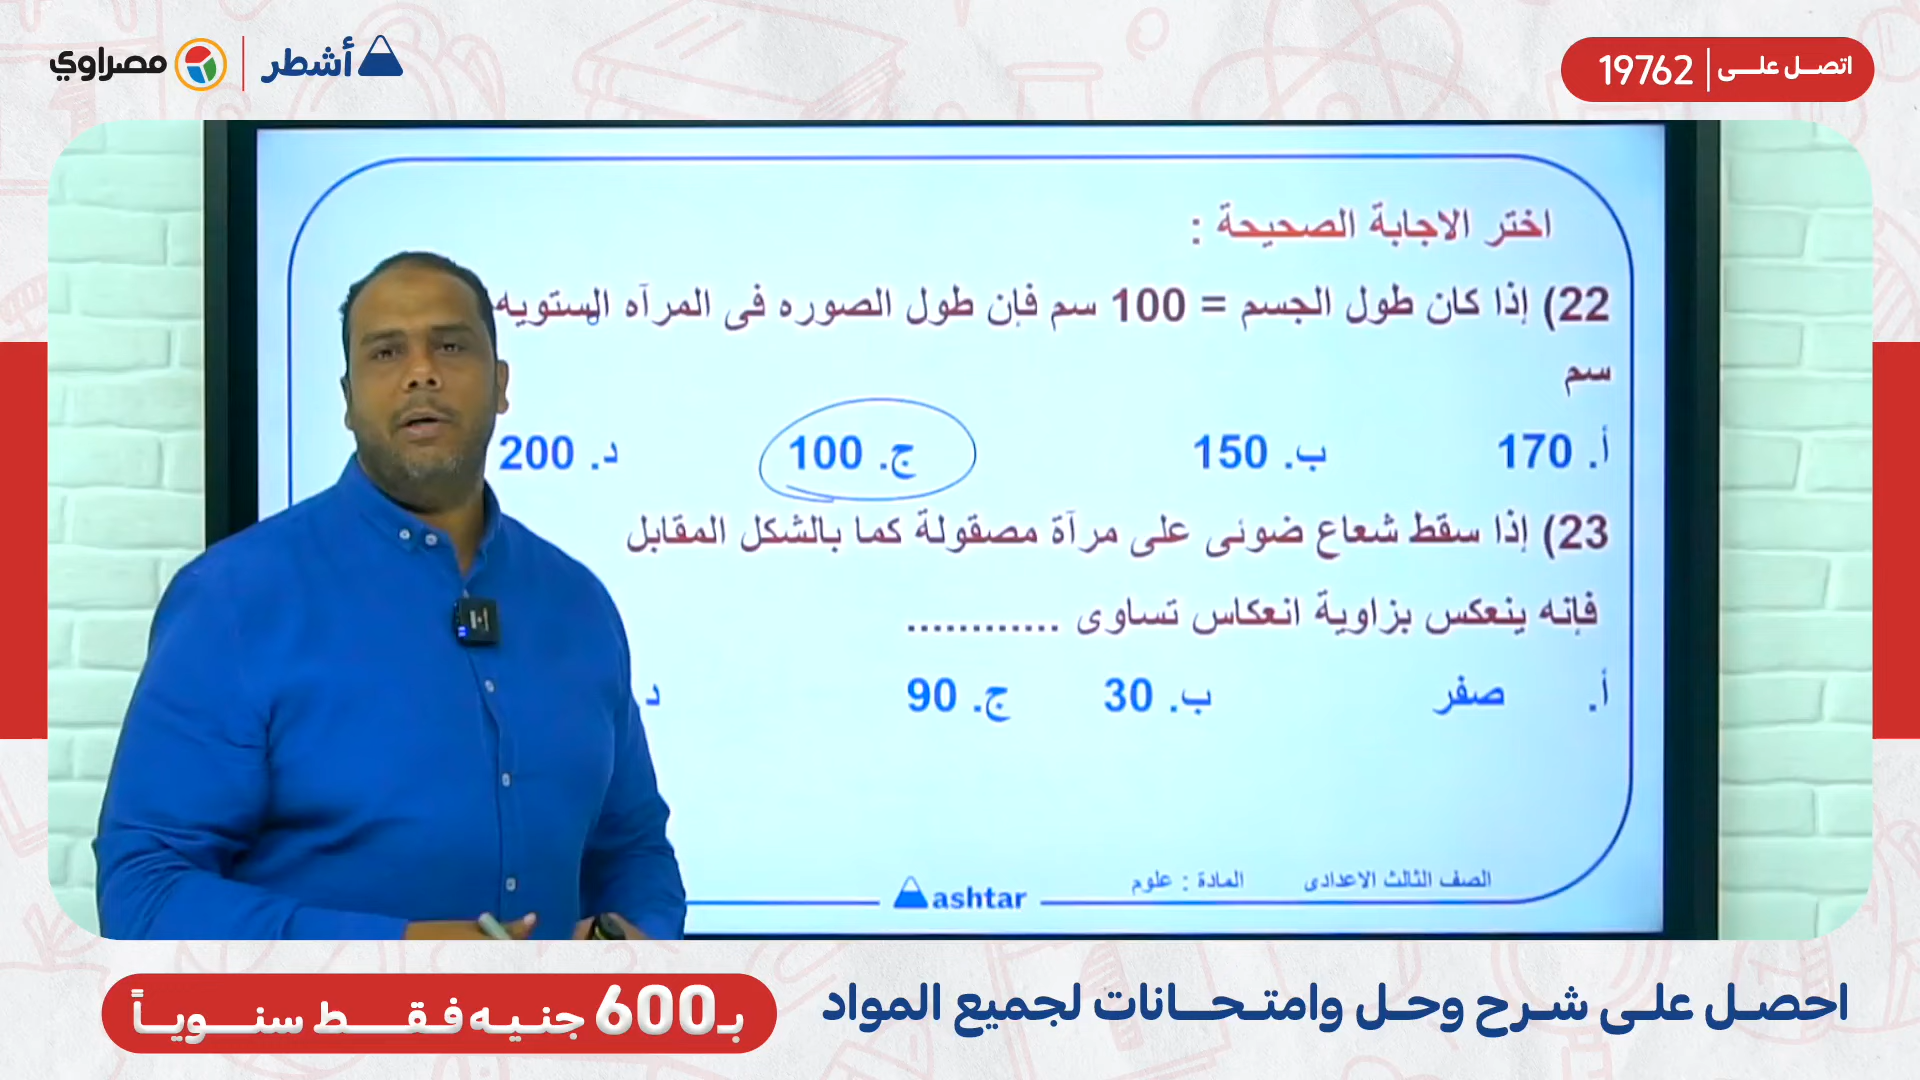 مصراوي
أشطر
اتصل على 19762
اختر الاجابة الصحيحة :
22) إذا كان طول الجسم = 100 سم فإن طول الصوره فى المرآه المستويه
سم
أ. 170 ب. 150 ج. 100 د. 200
23) إذا سقط شعاع ضوئى على مرآة مصقولة كما بالشكل المقابل
فإنه ينعكس بزاوية انعكاس تساوى ............
أ. صفر ب. 30 ج. 90 د.
الصف الثالث الاعدادى المادة : علوم
ashtar
احصل على شرح وحل وامتحانات لجميع المواد
بـ600 جنيه فقط سنوياً